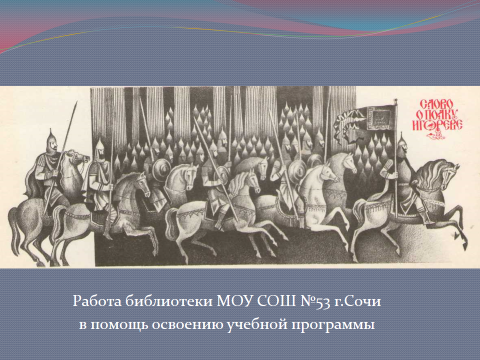 СЛОВО
О ПОЛКУ
ИГОРЕВЕ
Работа библиотеки МОУ СОШ №53 г.Сочи
в помощь освоению учебной программы